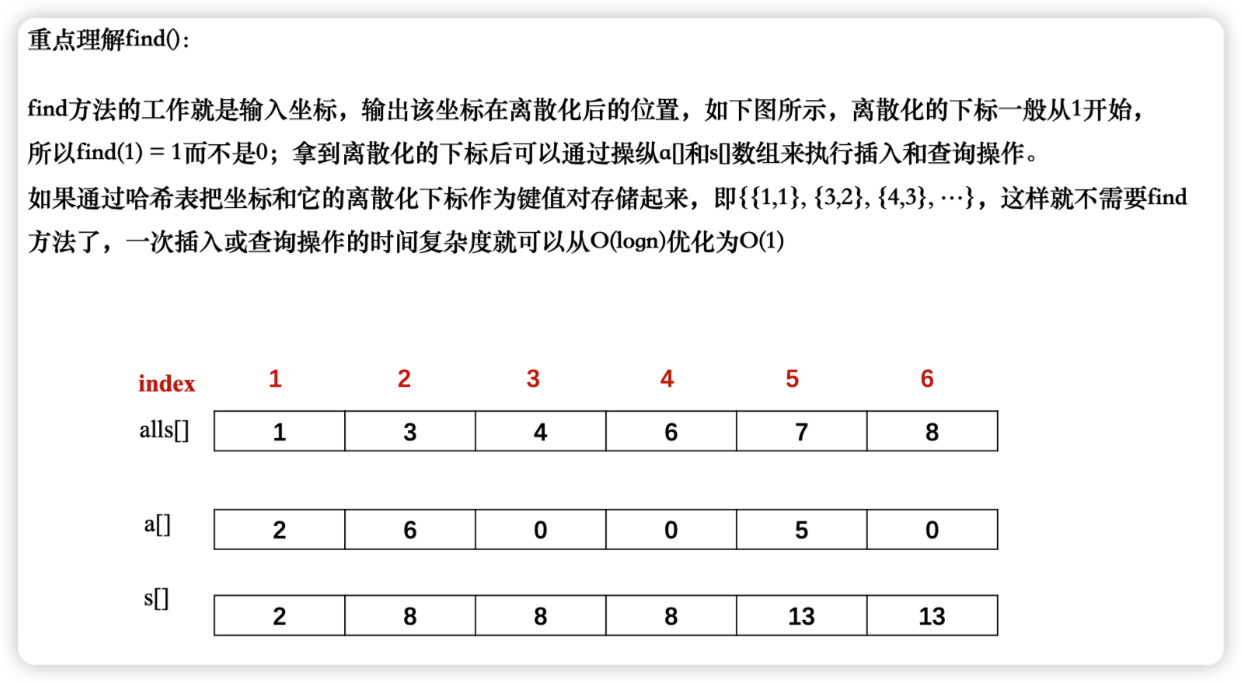 重点理解find():
find方法的工作就是输入坐标，输出该坐标在离散化后的位置，如下图所示，离散化的下标一般从1开始，
所以find(1) = 1而不是0；拿到离散化的下标后可以通过操纵a[]和s[]数组来执行插入和查询操作。
如果通过哈希表把坐标和它的离散化下标作为键值对存储起来，即{{1,1}, {3,2}, {4,3}, ···}，这样就不需要find
方法了，一次插入或查询操作的时间复杂度就可以从O(logn)优化为O(1)
index 1 2 3 4 5 6
alls[] 1 3 4 6 7 8
a[] 2 6 0 0 5 0
s[] 2 8 8 8 13 13